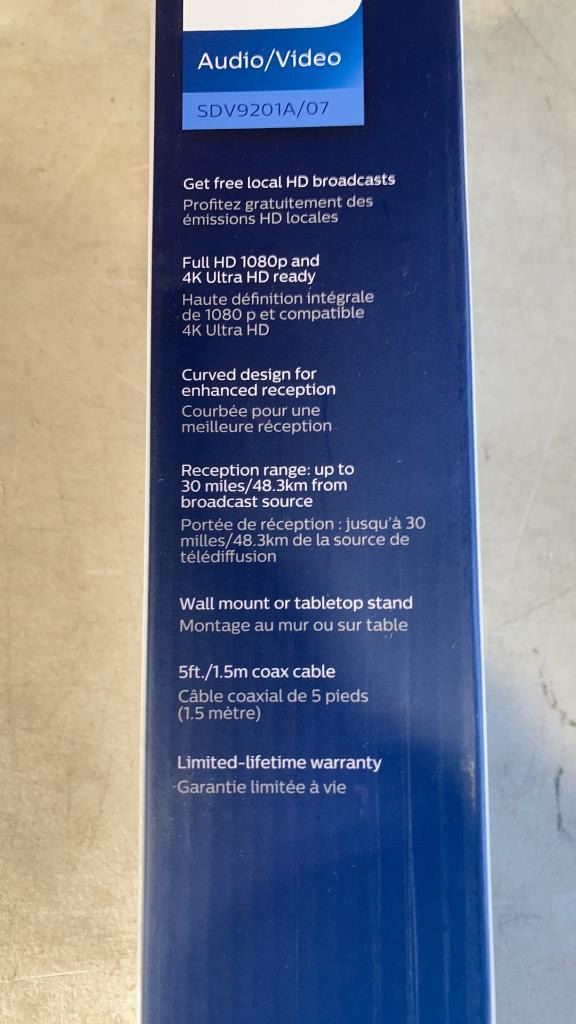 Audio/Video
SDV9201A/07
Get free local HD broadcasts
Profitez gratuitement des
émissions HD locales
Full HD 1080p and
4K Ultra HD ready
Haute définition intégrale
de 1080 p et compatible
4K Ultra HD
Curved design for
enhanced reception
Courbée pour une
meilleure réception
Reception range: up to
30 miles/48.3km from
broadcast source
Portée de réception : jusqu'à 30
milles/48.3km de la source de
télédiffusion
Wall mount or tabletop stand
Montage au mur ou sur table
5ft./1.5m coax cable
Câble coaxial de 5 pieds
(1.5 mètre)
Limited-lifetime warranty
Garantie limitée à vie